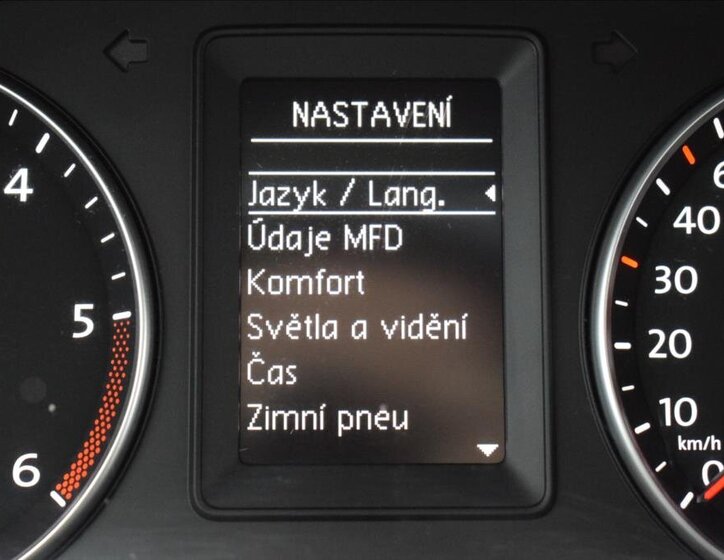 NASTAVENÍ
Jazyk / Lang.
Údaje MFD
Komfort
Světla a vidění
Čas
Zimní pneu
4
5
6
40
30
20
10
km/h
0